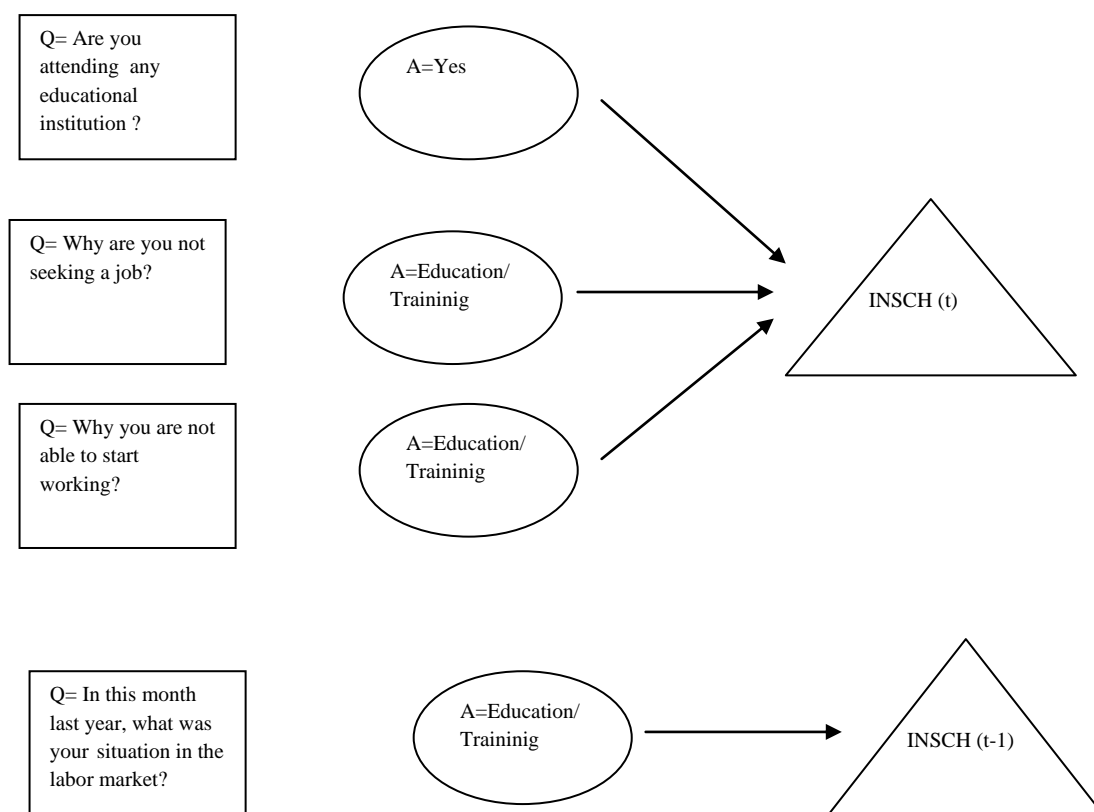 Q= Are you
attending any
educational
institution ?
A=Yes
Q= Why are you not
seeking a job?
A=Education/
Traininig
INSCH (t)
Q= Why you are not
able to start
working?
A=Education/
Traininig
Q= In this month
last year, what was
your situation in the
labor market?
A=Education/
Traininig
INSCH (t-1)